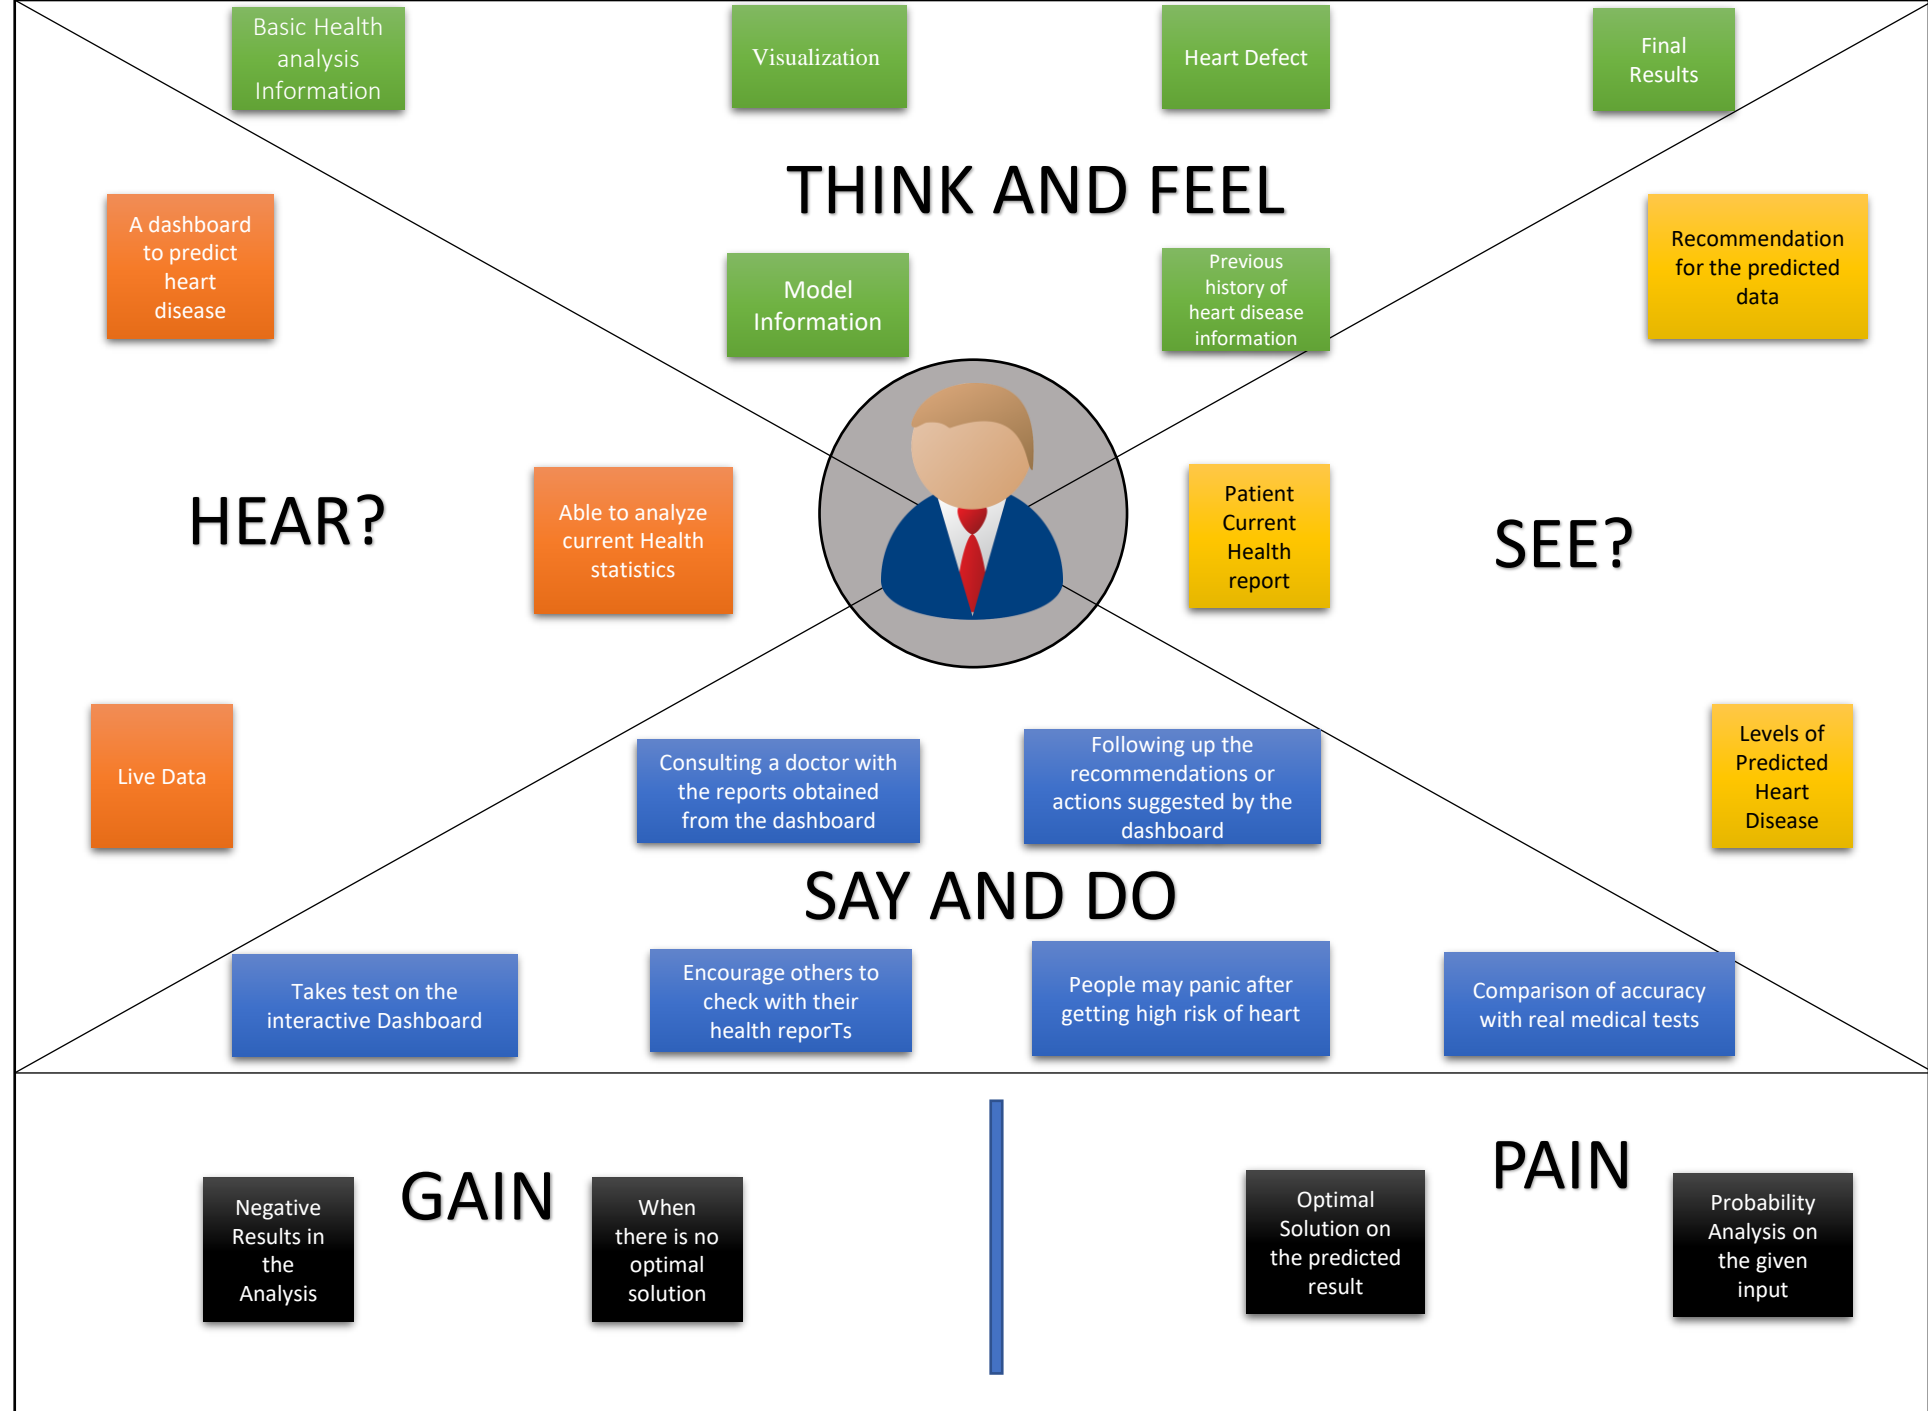 Basic Health
analysis
Information
Visualization
Heart Defect
Final
Results
THINK AND FEEL
A dashboard
to predict
heart
disease
Model
Information
Previous
history of
heart disease
information
Recommendation
for the predicted
data
HEAR?
Able to analyze
current Health
statistics
Patient
Current
Health
report
SEE?
Live Data
Consulting a doctor with
the reports obtained
from the dashboard
Following up the
recommendations or
actions suggested by the
dashboard
Levels of
Predicted
Heart
Disease
SAY AND DO
Takes test on the
interactive Dashboard
Encourage others to
check with their
health reporTs
People may panic after
getting high risk of heart
Comparison of accuracy
with real medical tests
GAIN
Negative
Results in
the
Analysis
When
there is no
optimal
solution
PAIN
Optimal
Solution on
the predicted
result
Probability
Analysis on
the given
input